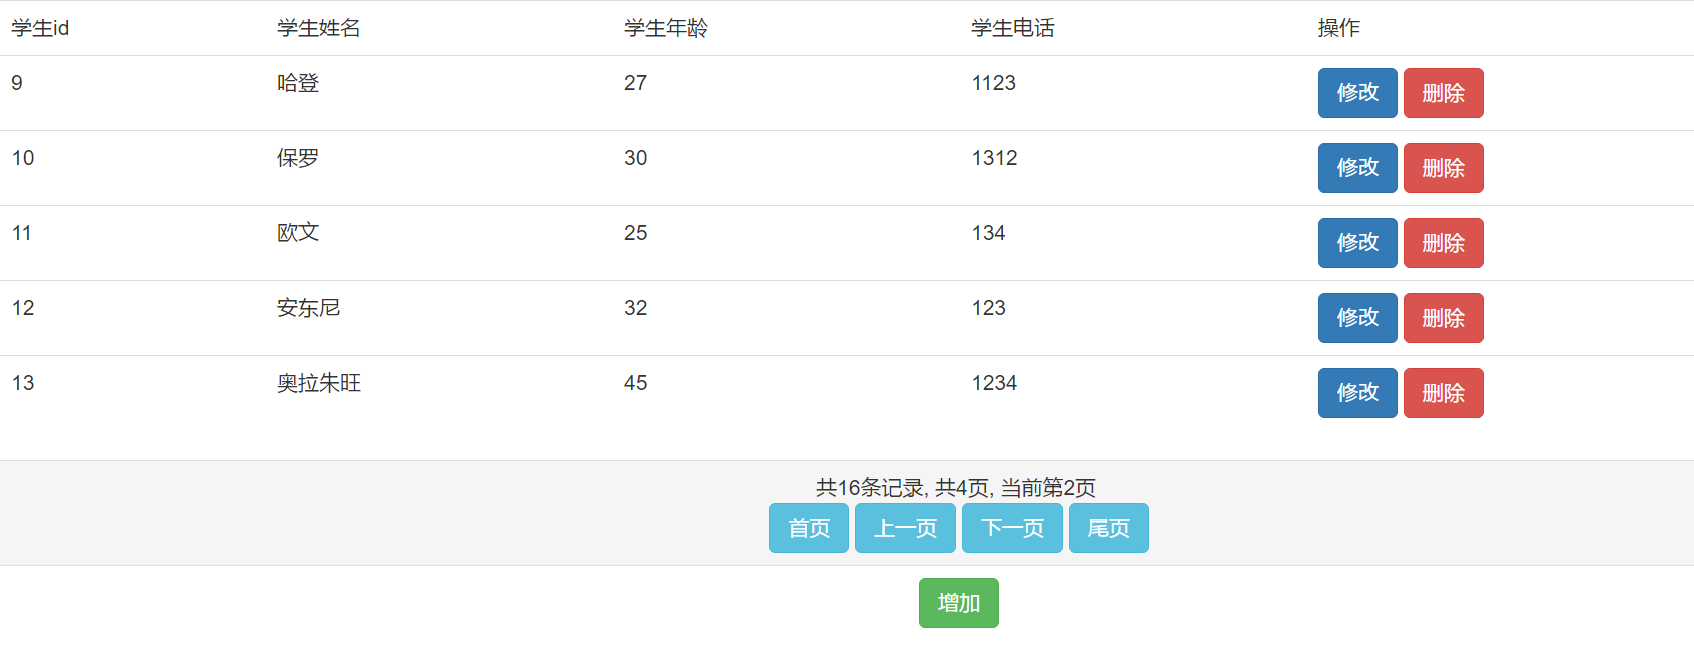 学生id 学生姓名 学生年龄 学生电话 操作
9 哈登 27 1123 修改 删除
10 保罗 30 1312 修改 删除
11 欧文 25 134 修改 删除
12 安东尼 32 123 修改 删除
13 奥拉朱旺 45 1234 修改 删除
共16条记录, 共4页, 当前第2页
首页 上一页 下一页 尾页
增加